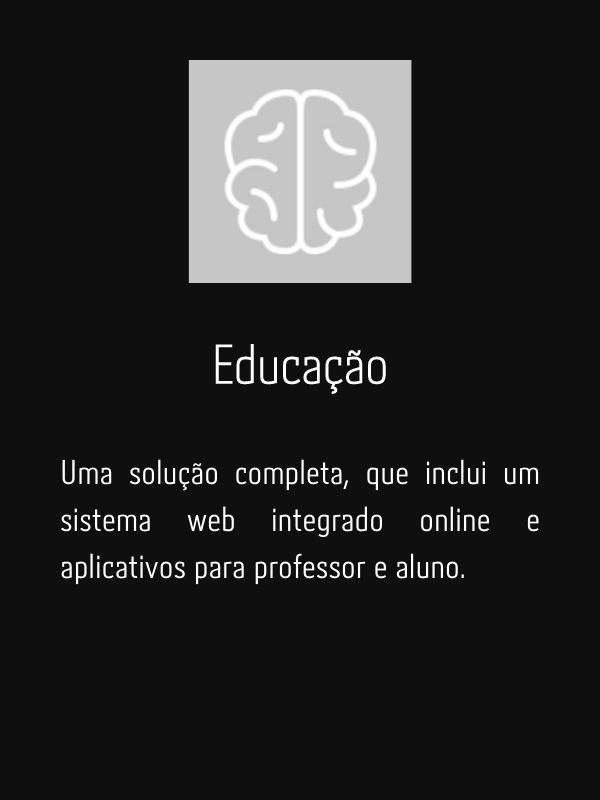 Educação
Uma solução completa, que inclui um
sistema web integrado online e
aplicativos para professor e aluno.